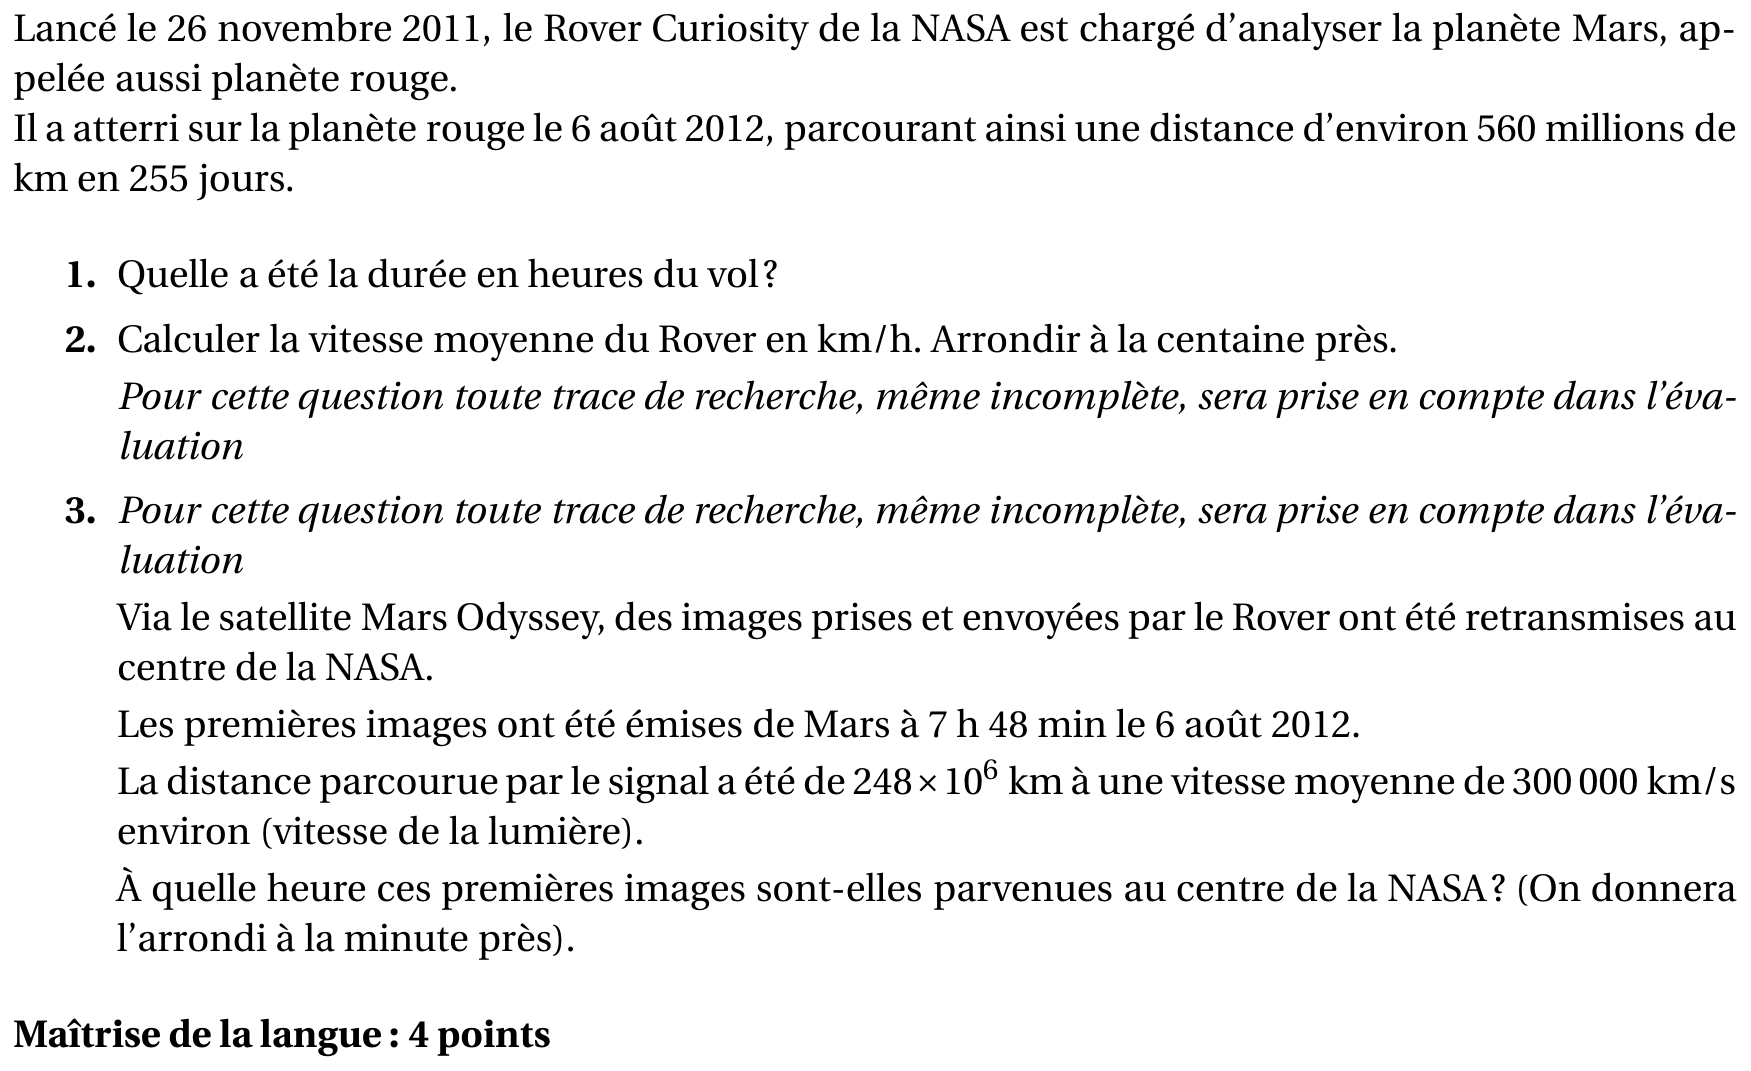 Lancé le 26 novembre 2011, le Rover Curiosity de la NASA est chargé d'analyser la planète Mars, ap-
pelée aussi planète rouge.
Il a atterri sur la planète rouge le 6 août 2012, parcourant ainsi une distance d'environ 560 millions de
km en 255 jours.
1. Quelle a été la durée en heures du vol ?
2. Calculer la vitesse moyenne du Rover en km/h. Arrondir à la centaine près.
Pour cette question toute trace de recherche, même incomplète, sera prise en compte dans l'éva-
luation
3. Pour cette question toute trace de recherche, même incomplète, sera prise en compte dans l'éva-
luation
Via le satellite Mars Odyssey, des images prises et envoyées par le Rover ont été retransmises au
centre de la NASA.
Les premières images ont été émises de Mars à 7 h 48 min le 6 août 2012.
La distance parcourue par le signal a été de 248 × 10⁶ km à une vitesse moyenne de 300 000 km/s
environ (vitesse de la lumière).
À quelle heure ces premières images sont-elles parvenues au centre de la NASA ? (On donnera
l'arrondi à la minute près).
Maîtrise de la langue : 4 points